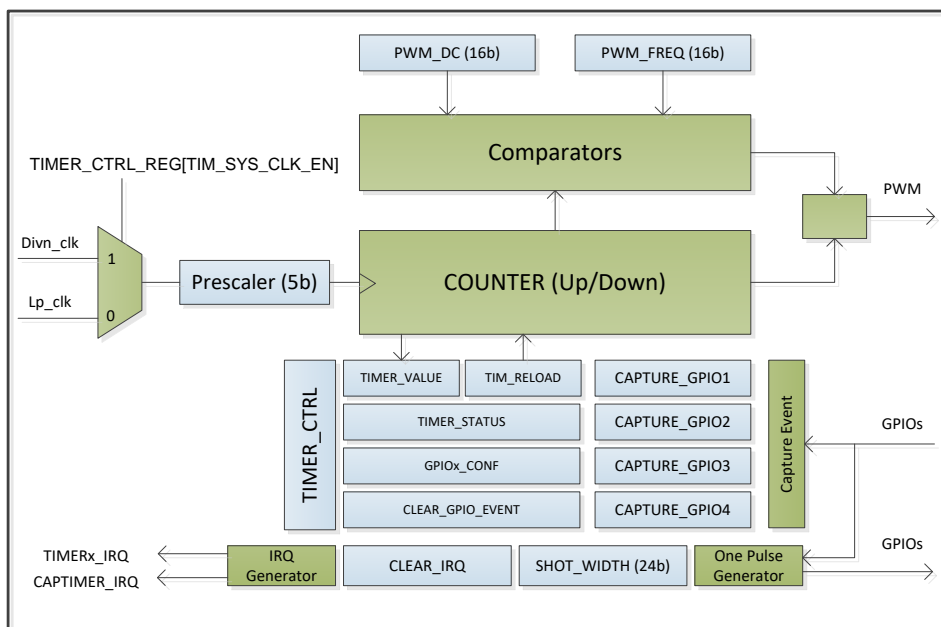 PWM_DC (16b)
PWM_FREQ (16b)
Comparators
TIMER_CTRL_REG[TIM_SYS_CLK_EN]
PWM
Divn_clk
1
Prescaler (5b)
COUNTER (Up/Down)
Lp_clk
0
TIMER_CTRL
TIMER_VALUE
TIM_RELOAD
CAPTURE_GPIO1
TIMER_STATUS
CAPTURE_GPIO2
GPIOx_CONF
CAPTURE_GPIO3
CLEAR_GPIO_EVENT
CAPTURE_GPIO4
Capture Event
GPIOs
TIMERx_IRQ
CAPTIMER_IRQ
IRQ
Generator
CLEAR_IRQ
SHOT_WIDTH (24b)
One Pulse
Generator
GPIOs